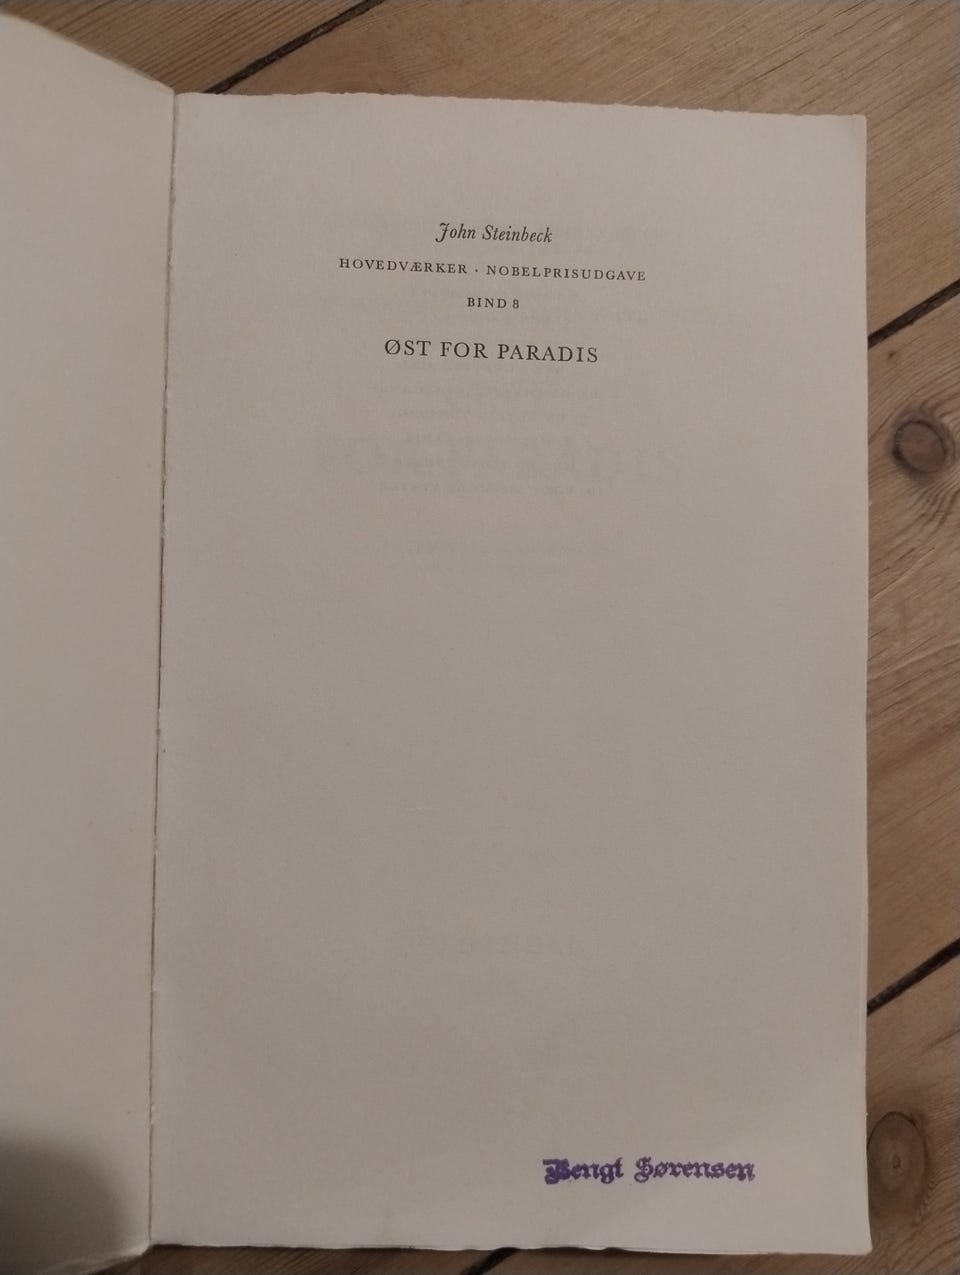 John Steinbeck
HOVEDVÆRKER · NOBELPRISUDGAVE
BIND 8
ØST FOR PARADIS
Bengt Sørensen